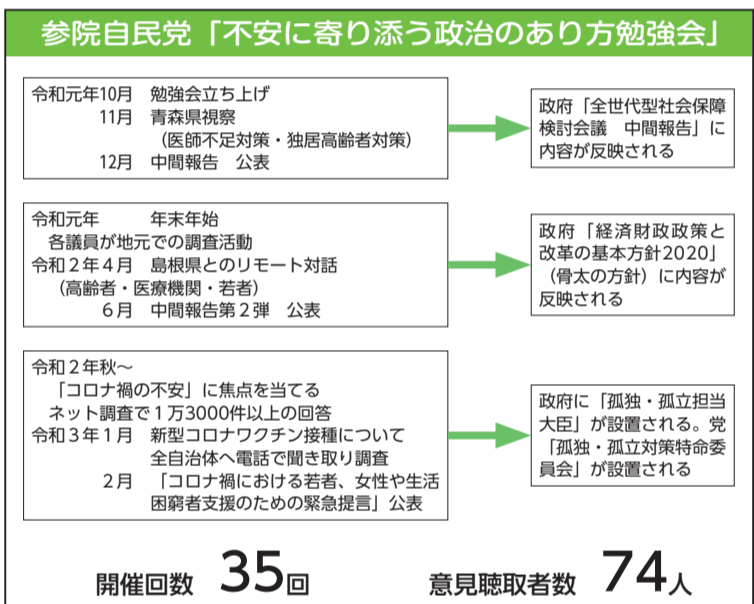 参院自民党「不安に寄り添う政治のあり方勉強会」
令和元年10月　勉強会立ち上げ
11月　青森県視察
（医師不足対策・独居高齢者対策）
12月　中間報告　公表
政府「全世代型社会保障
検討会議　中間報告」に
内容が反映される
令和元年　　　年末年始
各議員が地元での調査活動
令和２年４月　島根県とのリモート対話
（高齢者・医療機関・若者）
６月　中間報告第２弾　公表
政府「経済財政政策と
改革の基本方針2020」
（骨太の方針）に内容が
反映される
令和２年秋～
「コロナ禍の不安」に焦点を当てる
ネット調査で１万3000件以上の回答
令和３年１月　新型コロナワクチン接種について
全自治体へ電話で聞き取り調査
２月　「コロナ禍における若者、女性や生活
困窮者支援のための緊急提言」公表
政府に「孤独・孤立担当
大臣」が設置される。党
「孤独・孤立対策特命委
員会」が設置される
開催回数　35回　　意見聴取者数　74人